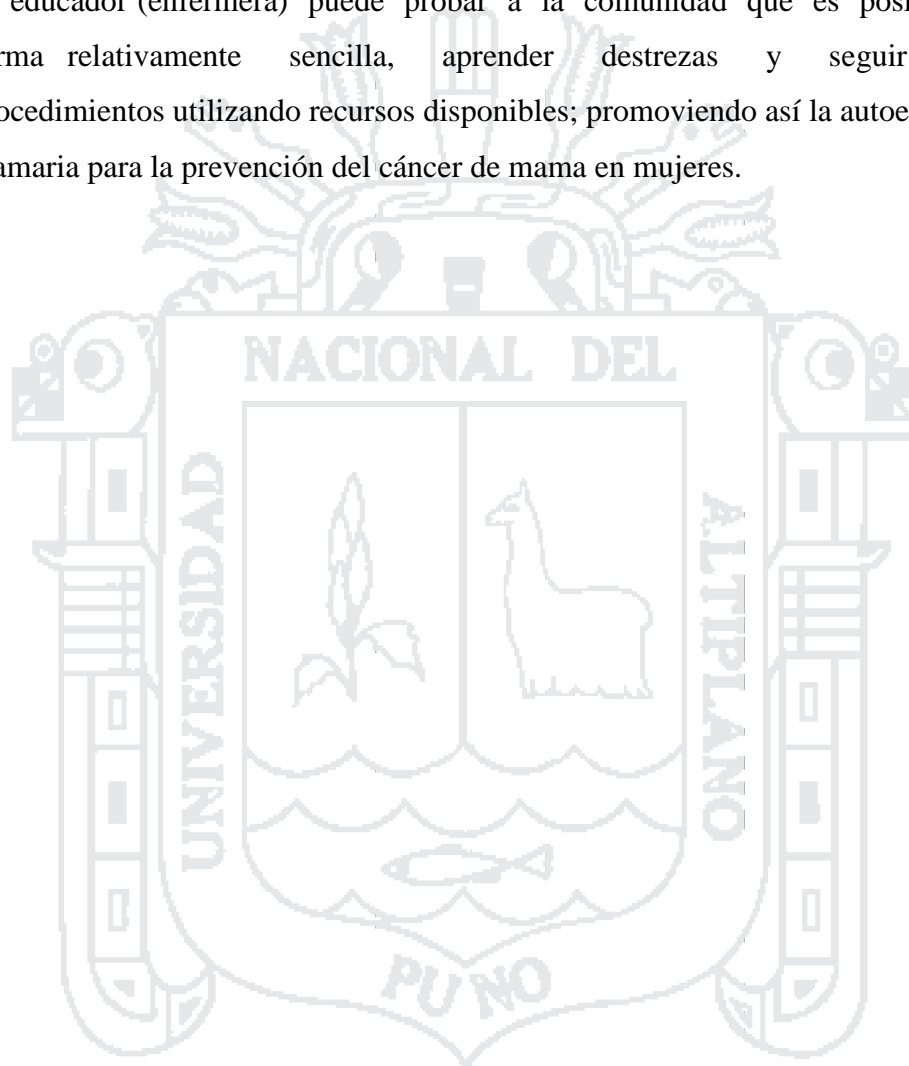 educador (enfermera) puede probar a la comunidad que es posi
rma relativamente sencilla, aprender destrezas y seguir
ocedimientos utilizando recursos disponibles; promoviendo así la autoe
amaria para la prevención del cáncer de mama en mujeres.
NACIONAL DEL
UNIVERSIDAD
ALTIPLANO
PUNO